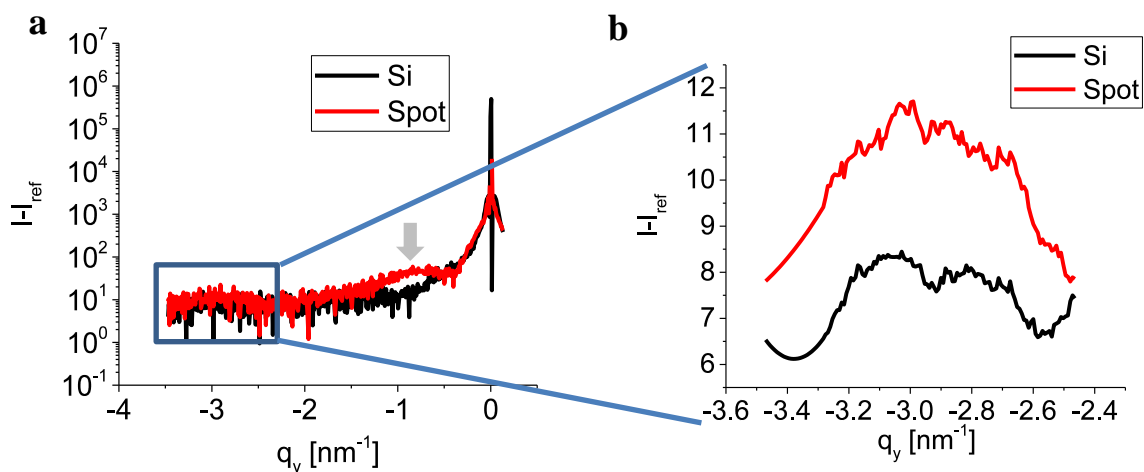 a
I-I_ref
10^7
10^6
10^5
10^4
10^3
10^2
10^1
10^0
10^-1
Si
Spot
-4 -3 -2 -1 0
q_y [nm^-1]
b
I-I_ref
12
11
10
9
8
7
6
Si
Spot
-3.6 -3.4 -3.2 -3.0 -2.8 -2.6 -2.4
q_y [nm^-1]